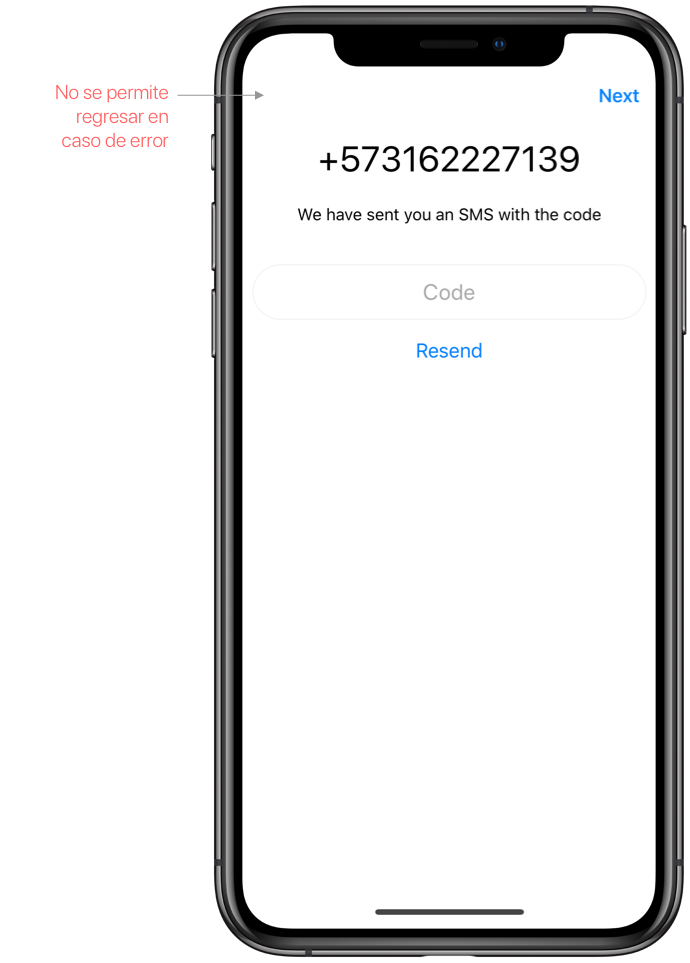 No se permite
regresar en
caso de error
Next
+573162227139
We have sent you an SMS with the code
Code
Resend